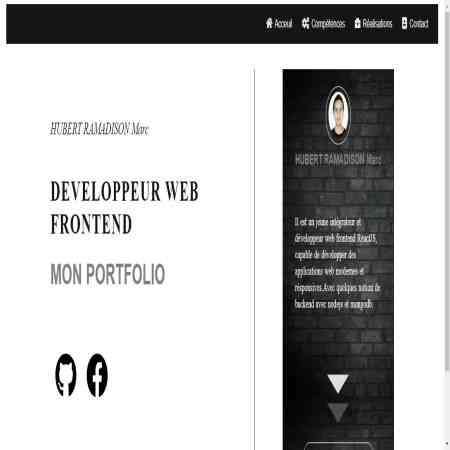 Acceuil Compétences Réalisations Contact
HUBERT RAMADISON Marc
DEVELOPPEUR WEB
FRONTEND
MON PORTFOLIO
HUBERT RAMADISON Marc
Il est un jeune intégrateur et
développeur web frontend ReactJS,
capable de développer des
applications web modernes et
responsives.Avec quelques notion de
backend avec nodejs et mongodb.